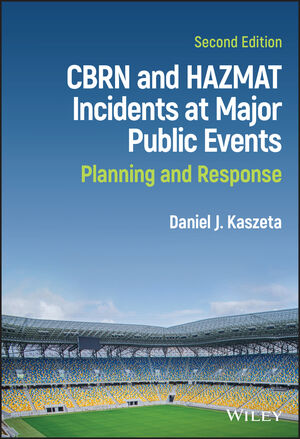 Second Edition
CBRN and HAZMAT
Incidents at Major
Public Events
Planning and Response
Daniel J. Kaszeta
WILEY